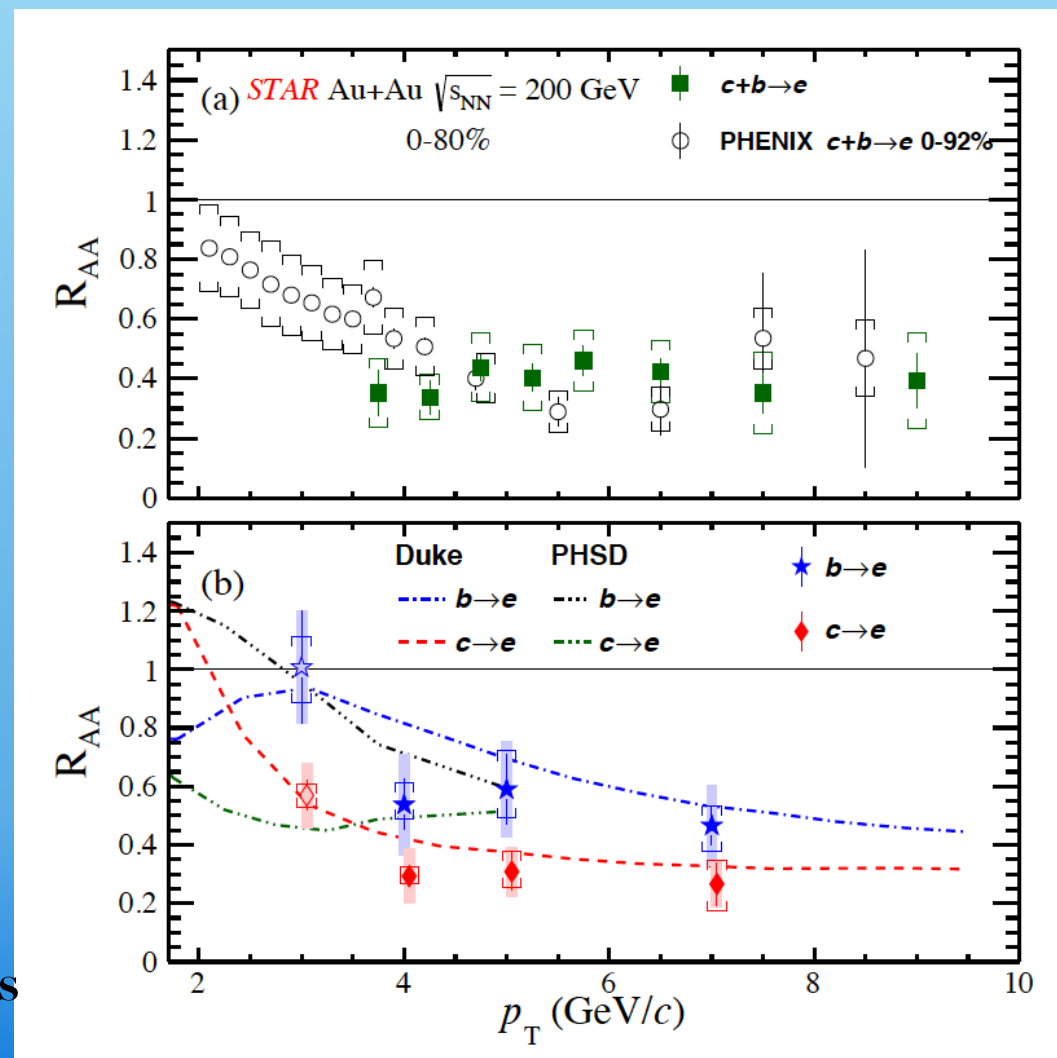 1.4
(a) STAR Au+Au √sNN = 200 GeV
c+b→e
1.2
0-80%
PHENIX c+b→e 0-92%
1
0.8
RAA
0.6
0.4
0.2
0
1.4
Duke PHSD
b→e
(b)
b→e b→e
1.2
c→e c→e
c→e
1
0.8
RAA
0.6
0.4
0.2
0
s
2 4 6 8 10
pT (GeV/c)